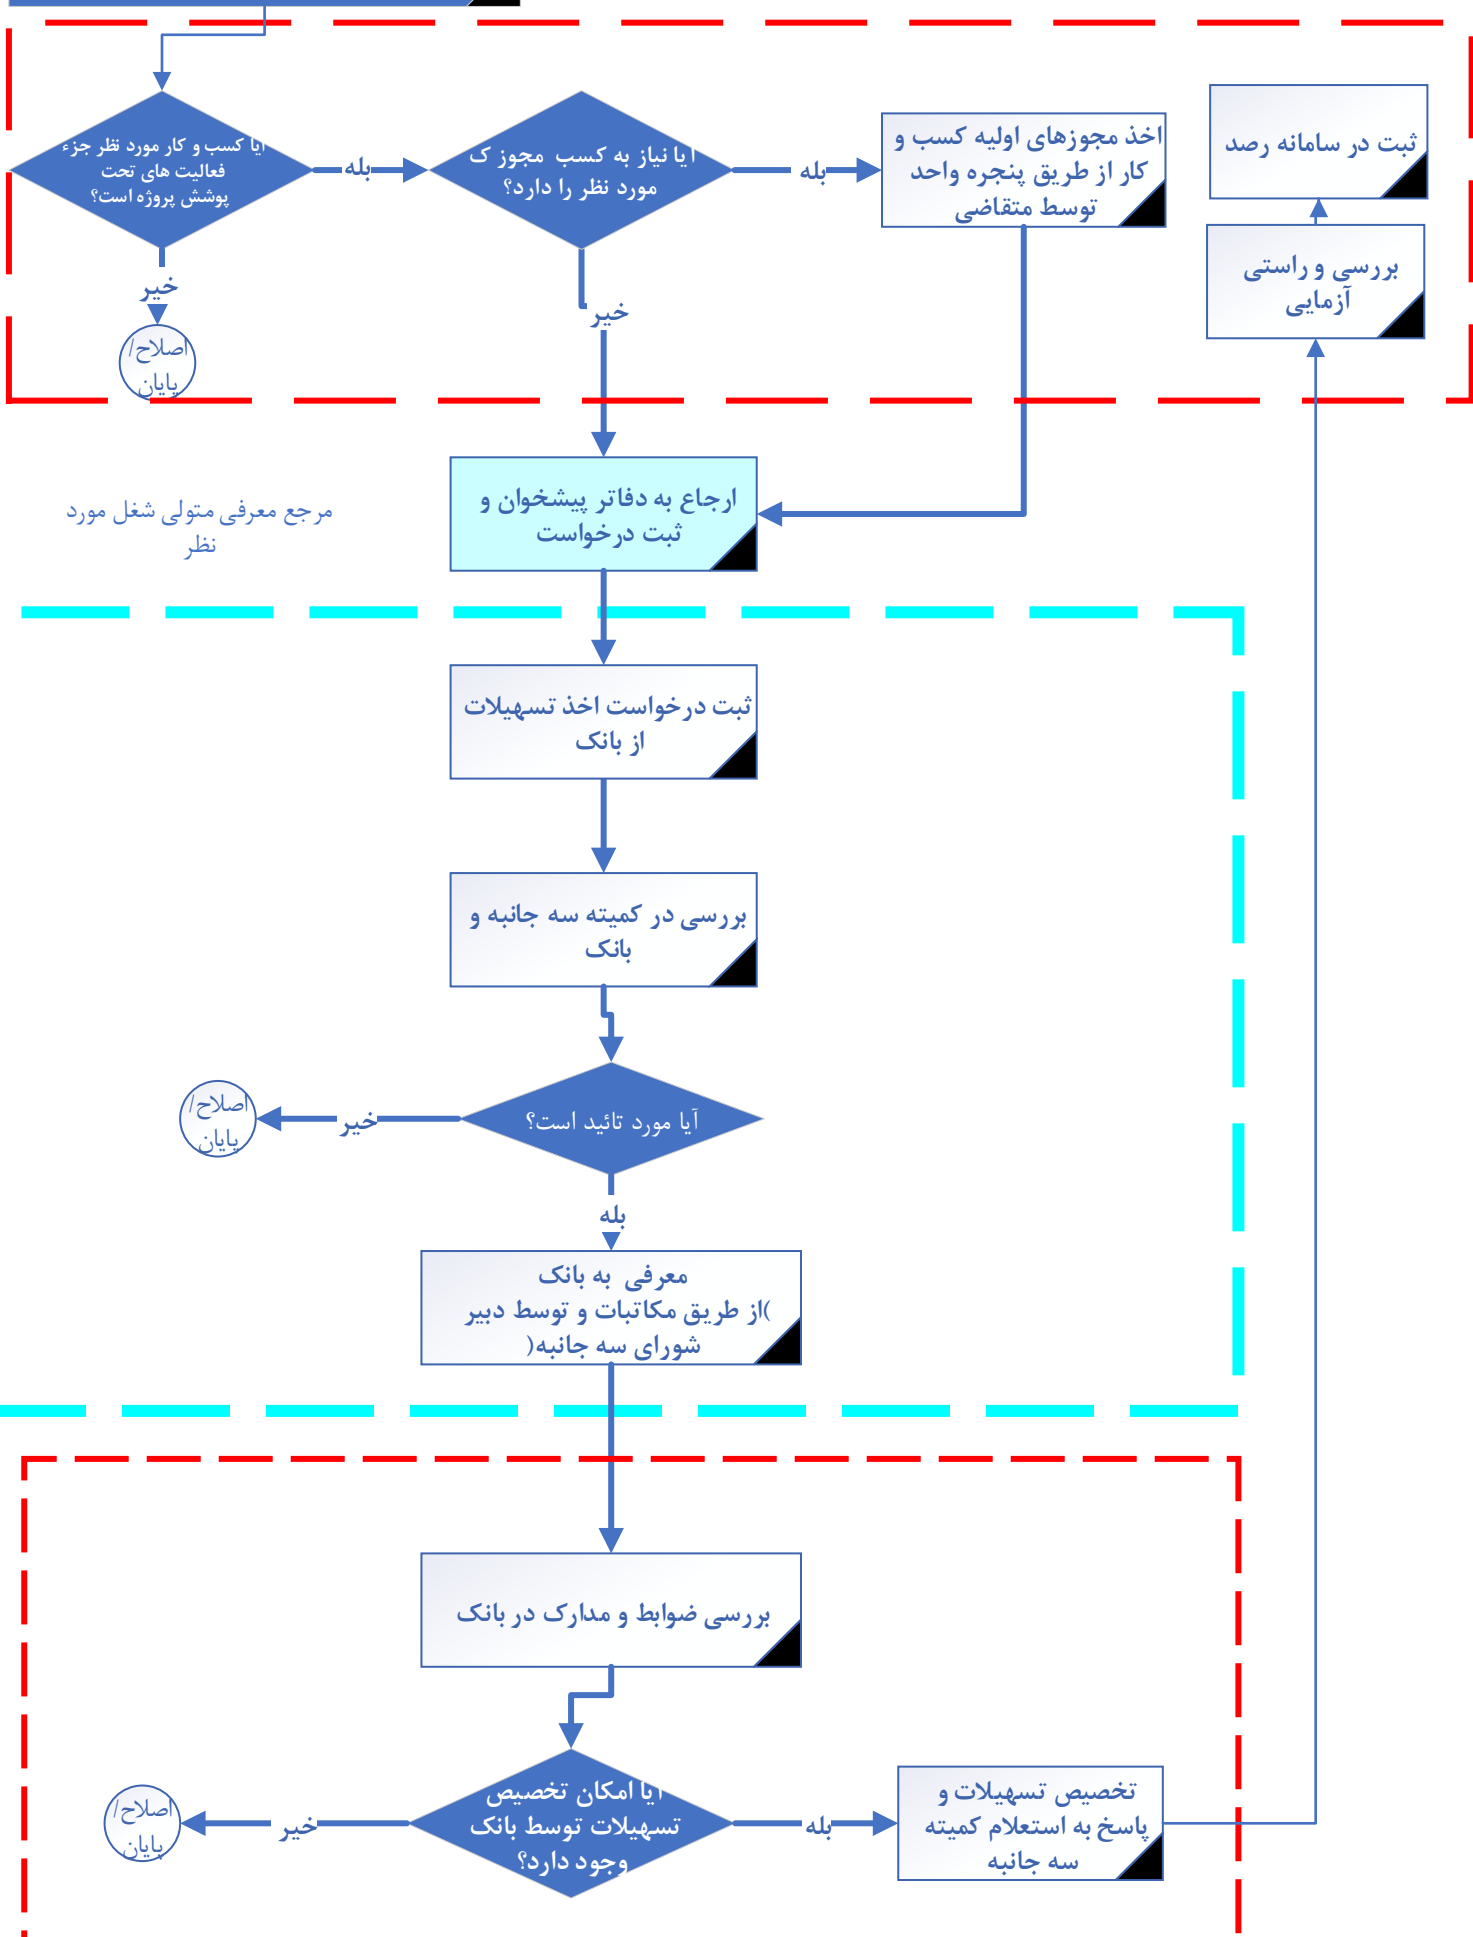 آیا کسب و کار مورد نظر جزء
فعالیت های تحت
پوشش پروژه است؟
بله
آیا نیاز به کسب مجوز ک
مورد نظر را دارد؟
بله
اخذ مجوزهای اولیه کسب و
کار از طریق پنجره واحد
توسط متقاضی
ثبت در سامانه رصد
بررسی و راستی
آزمایی
خیر
اصلاح/
پایان
خیر
مرجع معرفی متولی شغل مورد
نظر
ارجاع به دفاتر پیشخوان و
ثبت درخواست
ثبت درخواست اخذ تسهیلات
از بانک
بررسی در کمیته سه جانبه و
بانک
آیا مورد تائید است؟
خیر
اصلاح/
پایان
بله
معرفی به بانک
)از طریق مکاتبات و توسط دبیر
شورای سه جانبه(
بررسی ضوابط و مدارک در بانک
آیا امکان تخصیص
تسهیلات توسط بانک
وجود دارد؟
خیر
اصلاح/
پایان
بله
تخصیص تسهیلات و
پاسخ به استعلام کمیته
سه جانبه